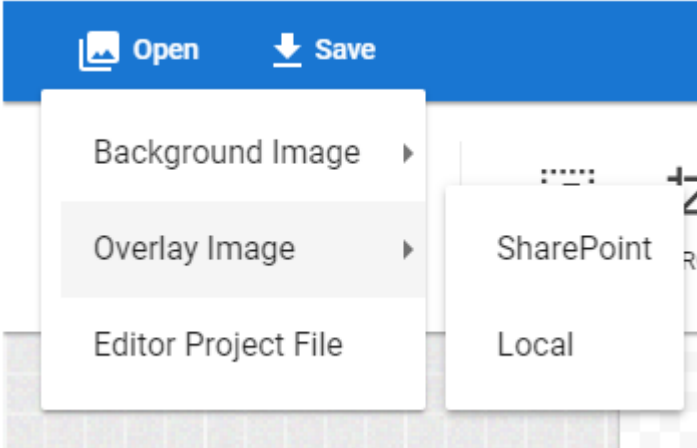 Open Save
Background Image
Overlay Image
SharePoint
Editor Project File
Local